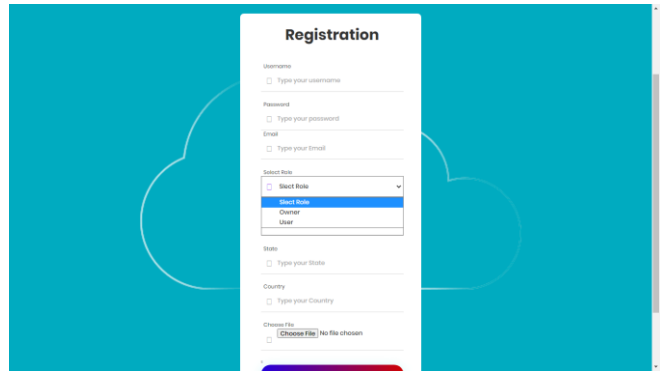 Registration
Username
Type your username
Password
Type your password
Email
Type your Email
Select Role
Slect Role
Slect Role
Owner
User
State
Type your State
Country
Type your Country
Choose File
Choose File No file chosen